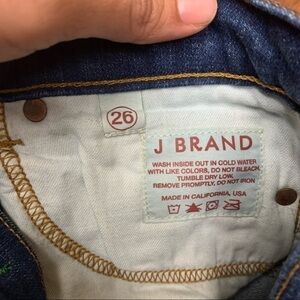 26
J BRAND
WASH INSIDE OUT IN COLD WATER
WITH LIKE COLORS, DO NOT BLEACH,
TUMBLE DRY LOW,
REMOVE PROMPTLY, DO NOT IRON
MADE IN CALIFORNIA, USA